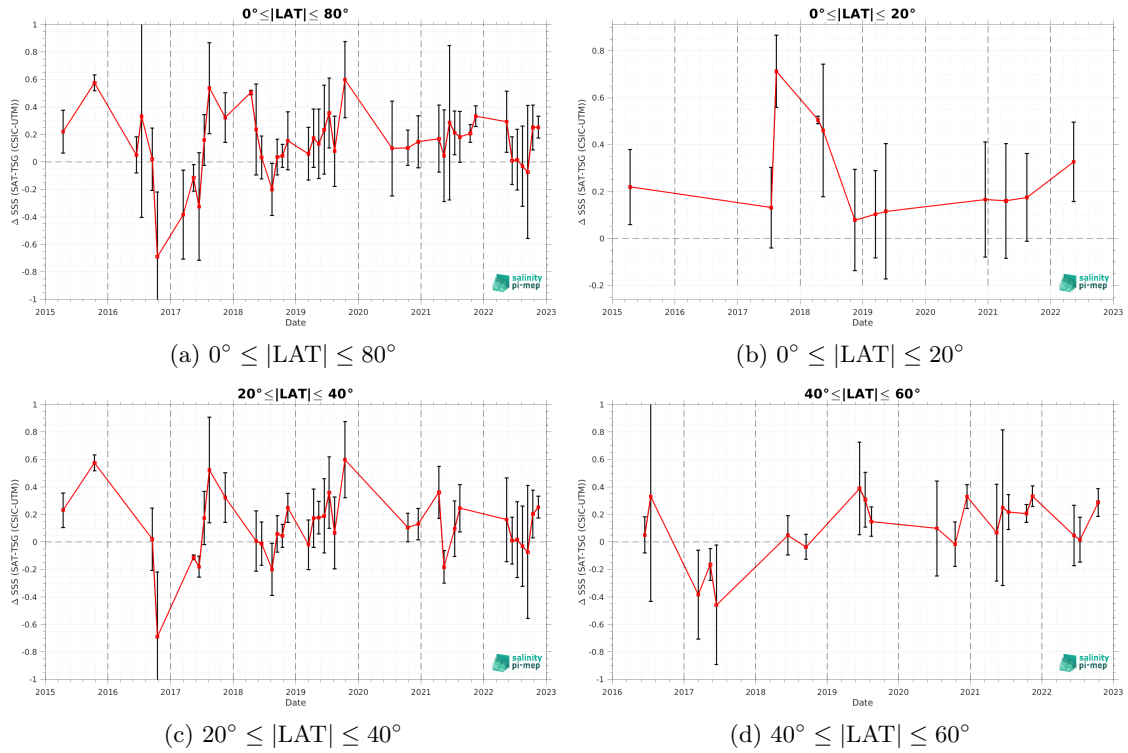 0°≤|LAT|≤ 80°
Δ SSS (SAT-TSG (CSIC-UTM))
1
0.8
0.6
0.4
0.2
0
-0.2
-0.4
-0.6
-0.8
-1
2015 2016 2017 2018 2019 2020 2021 2022 2023
Date
salinity
pi-mep
(a) 0° ≤ |LAT| ≤ 80°
0°≤|LAT|≤ 20°
Δ SSS (SAT-TSG (CSIC-UTM))
0.8
0.6
0.4
0.2
0
-0.2
2015 2016 2017 2018 2019 2020 2021 2022 2023
Date
salinity
pi-mep
(b) 0° ≤ |LAT| ≤ 20°
20°≤|LAT|≤ 40°
Δ SSS (SAT-TSG (CSIC-UTM))
1
0.8
0.6
0.4
0.2
0
-0.2
-0.4
-0.6
-0.8
-1
2015 2016 2017 2018 2019 2020 2021 2022 2023
Date
salinity
pi-mep
(c) 20° ≤ |LAT| ≤ 40°
40°≤|LAT|≤ 60°
Δ SSS (SAT-TSG (CSIC-UTM))
1
0.8
0.6
0.4
0.2
0
-0.2
-0.4
-0.6
-0.8
-1
2016 2017 2018 2019 2020 2021 2022 2023
Date
salinity
pi-mep
(d) 40° ≤ |LAT| ≤ 60°